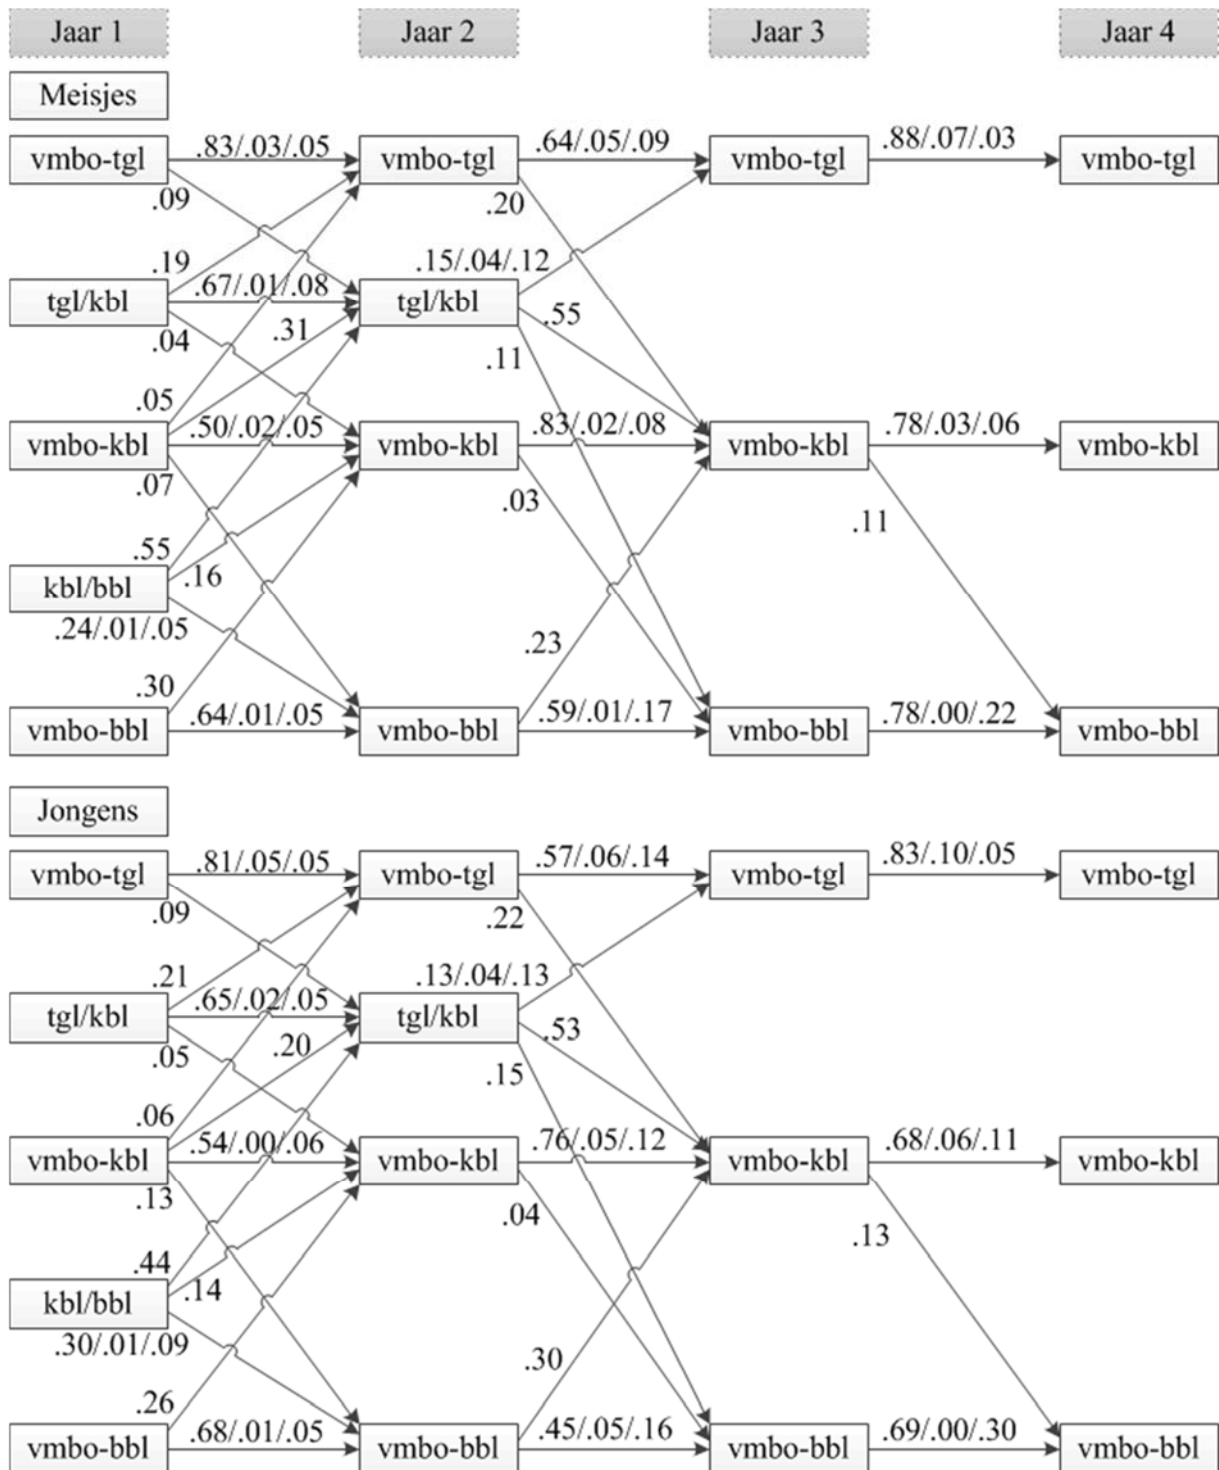 Jaar 1 Jaar 2 Jaar 3 Jaar 4
Meisjes
vmbo-tgl .83/.03/.05 vmbo-tgl .64/.05/.09 vmbo-tgl .88/.07/.03 vmbo-tgl
.09 .20
.19 .15/.04/.12
tgl/kbl .67/.01/.08 tgl/kbl .55
.04 .31 .11
.05
vmbo-kbl .50/.02/.05 vmbo-kbl .83/.02/.08 vmbo-kbl .78/.03/.06 vmbo-kbl
.07 .03 .11
.55
kbl/bbl .16
.24/.01/.05 .23
.30
vmbo-bbl .64/.01/.05 vmbo-bbl .59/.01/.17 vmbo-bbl .78/.00/.22 vmbo-bbl
Jongens
vmbo-tgl .81/.05/.05 vmbo-tgl .57/.06/.14 vmbo-tgl .83/.10/.05 vmbo-tgl
.09 .22
.21 .13/.04/.13
tgl/kbl .65/.02/.05 tgl/kbl .53
.05 .20 .15
.06
vmbo-kbl .54/.00/.06 vmbo-kbl .76/.05/.12 vmbo-kbl .68/.06/.11 vmbo-kbl
.13 .04 .13
.44
kbl/bbl .14
.30/.01/.09 .30
.26
vmbo-bbl .68/.01/.05 vmbo-bbl .45/.05/.16 vmbo-bbl .69/.00/.30 vmbo-bbl